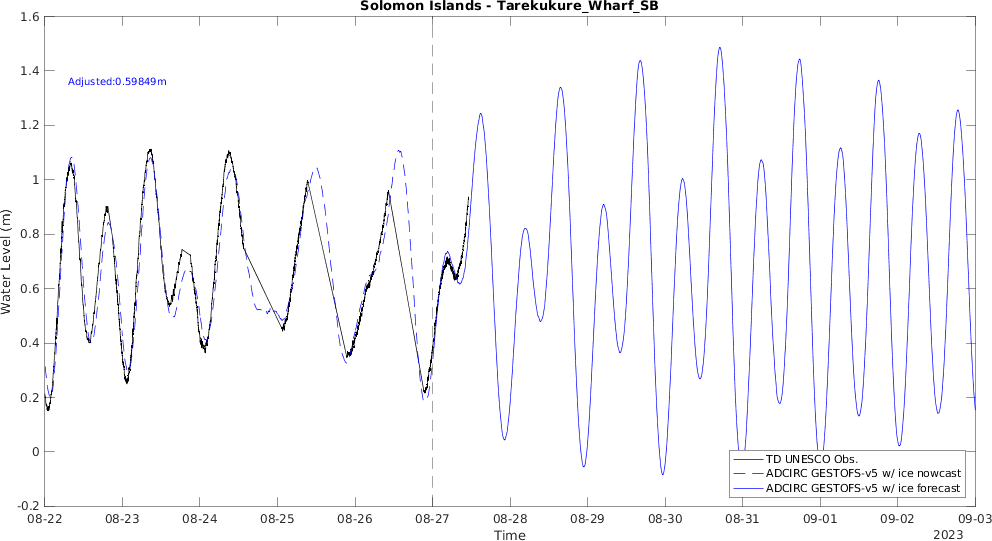 Solomon Islands - Tarekukure_Wharf_SB
1.6
1.4
1.2
1
0.8
0.6
0.4
0.2
0
-0.2
Water Level (m)
Adjusted:0.59849m
TD UNESCO Obs.
ADCIRC GESTOFS-v5 w/ ice nowcast
ADCIRC GESTOFS-v5 w/ ice forecast
08-22 08-23 08-24 08-25 08-26 08-27 08-28 08-29 08-30 08-31 09-01 09-02 09-03
Time
2023